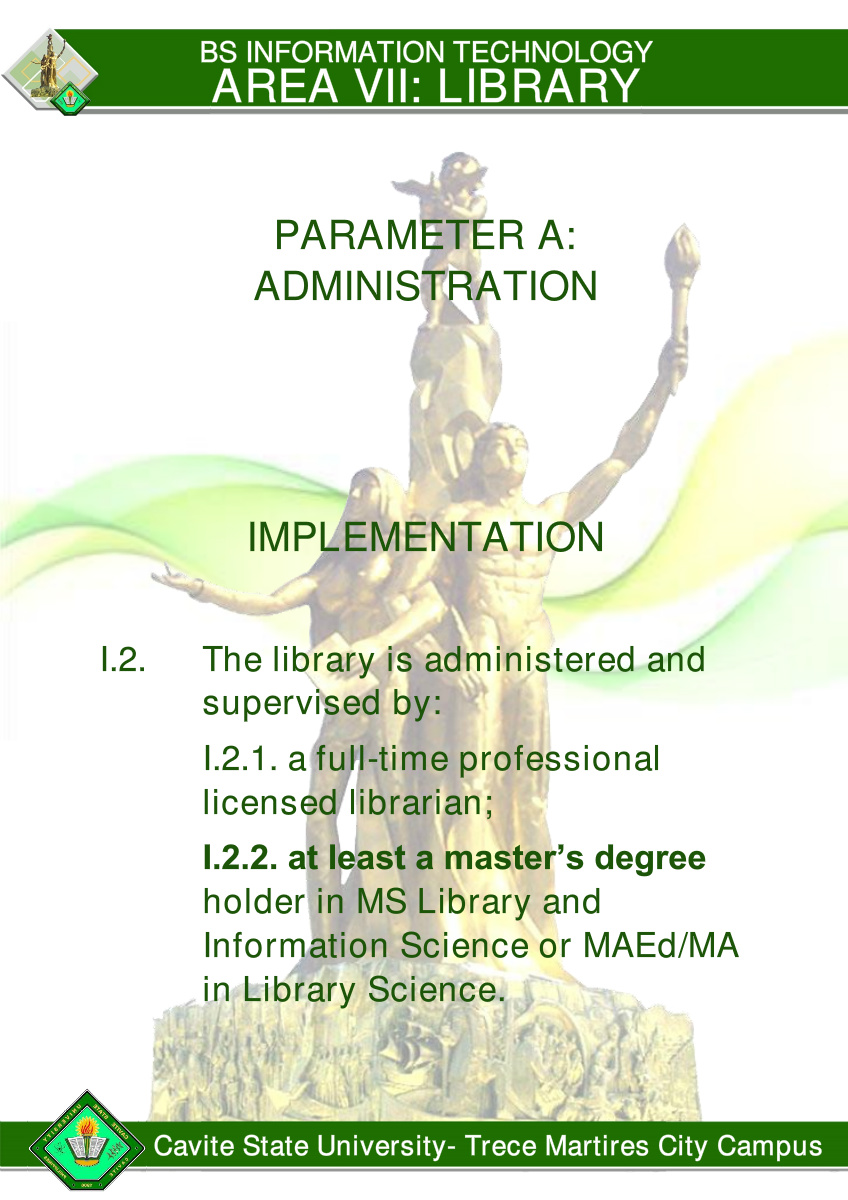 BS INFORMATION TECHNOLOGY
AREA VII: LIBRARY
PARAMETER A:
ADMINISTRATION
IMPLEMENTATION
I.2. The library is administered and
supervised by:
I.2.1. a full-time professional
licensed librarian;
I.2.2. at least a master’s degree
holder in MS Library and
Information Science or MAEd/MA
in Library Science.
Cavite State University- Trece Martires City Campus